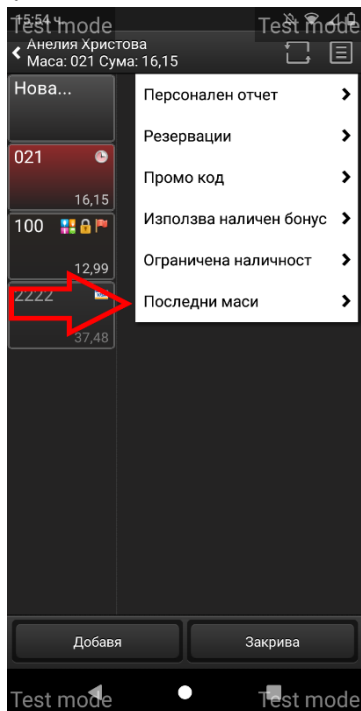 15:54 ч.
Test mode
Test mode
Анелия Христова
Маса: 021 Сума: 16,15
Нова...
Персонален отчет
Резервации
021
Промо код
16,15
100
Използва наличен бонус
12,99
Ограничена наличност
2222
Последни маси
37,48
Добавя
Закрива
Test mode
Test mode